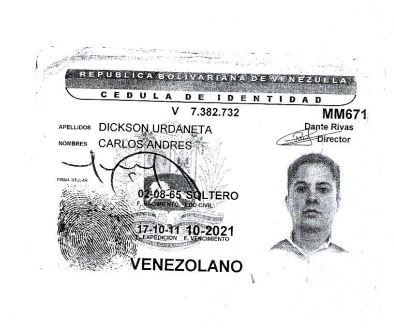 REPUBLICA BOLIVARIANA DE VENEZUELA
CEDULA DE IDENTIDAD
V 7.382.732
MM671
APELLIDOS DICKSON URDANETA
Dante Rivas
Director
NOMBRES CARLOS ANDRES
FIRMA TITULAR
02-08-65 SOLTERO
F. NACIMIENTO EDO CIVIL
17-10-11 10-2021
F. EXPEDICION F. VENCIMIENTO
VENEZOLANO